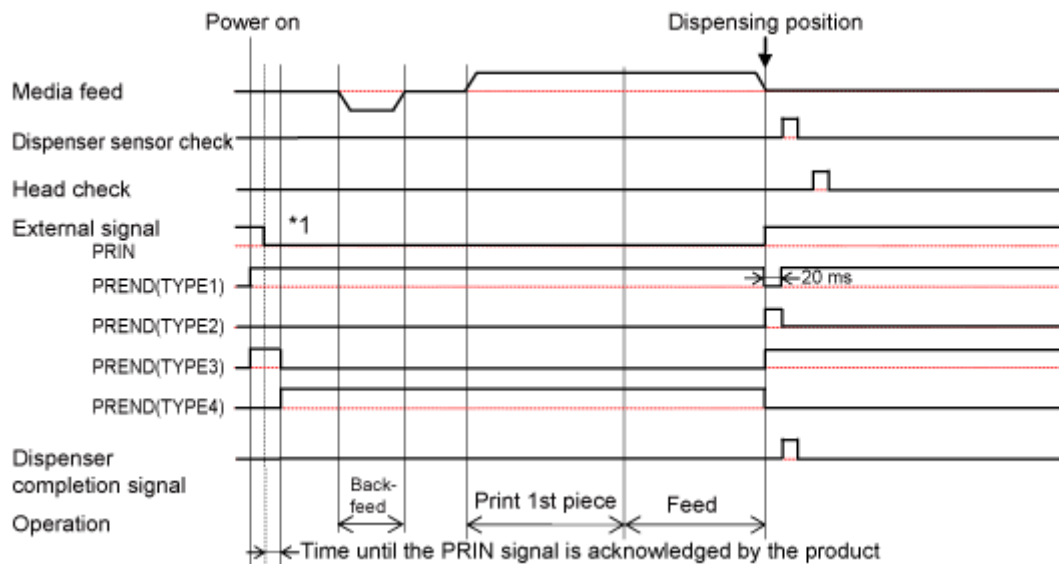 Power on
Dispensing position
Media feed
Dispenser sensor check
Head check
External signal
*1
PRIN
PREND(TYPE1)
20 ms
PREND(TYPE2)
PREND(TYPE3)
PREND(TYPE4)
Dispenser
completion signal
Back-
feed
Print 1st piece
Feed
Operation
Time until the PRIN signal is acknowledged by the product